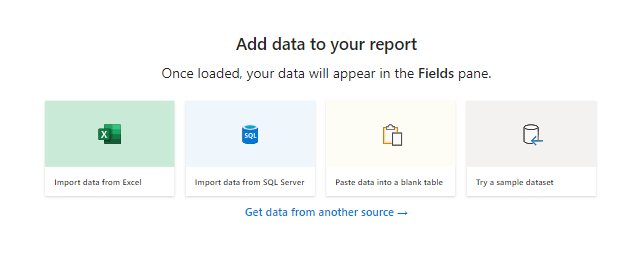 Add data to your report
Once loaded, your data will appear in the Fields pane.
X
SQL
Import data from Excel
Import data from SQL Server
Paste data into a blank table
Try a sample dataset
Get data from another source →